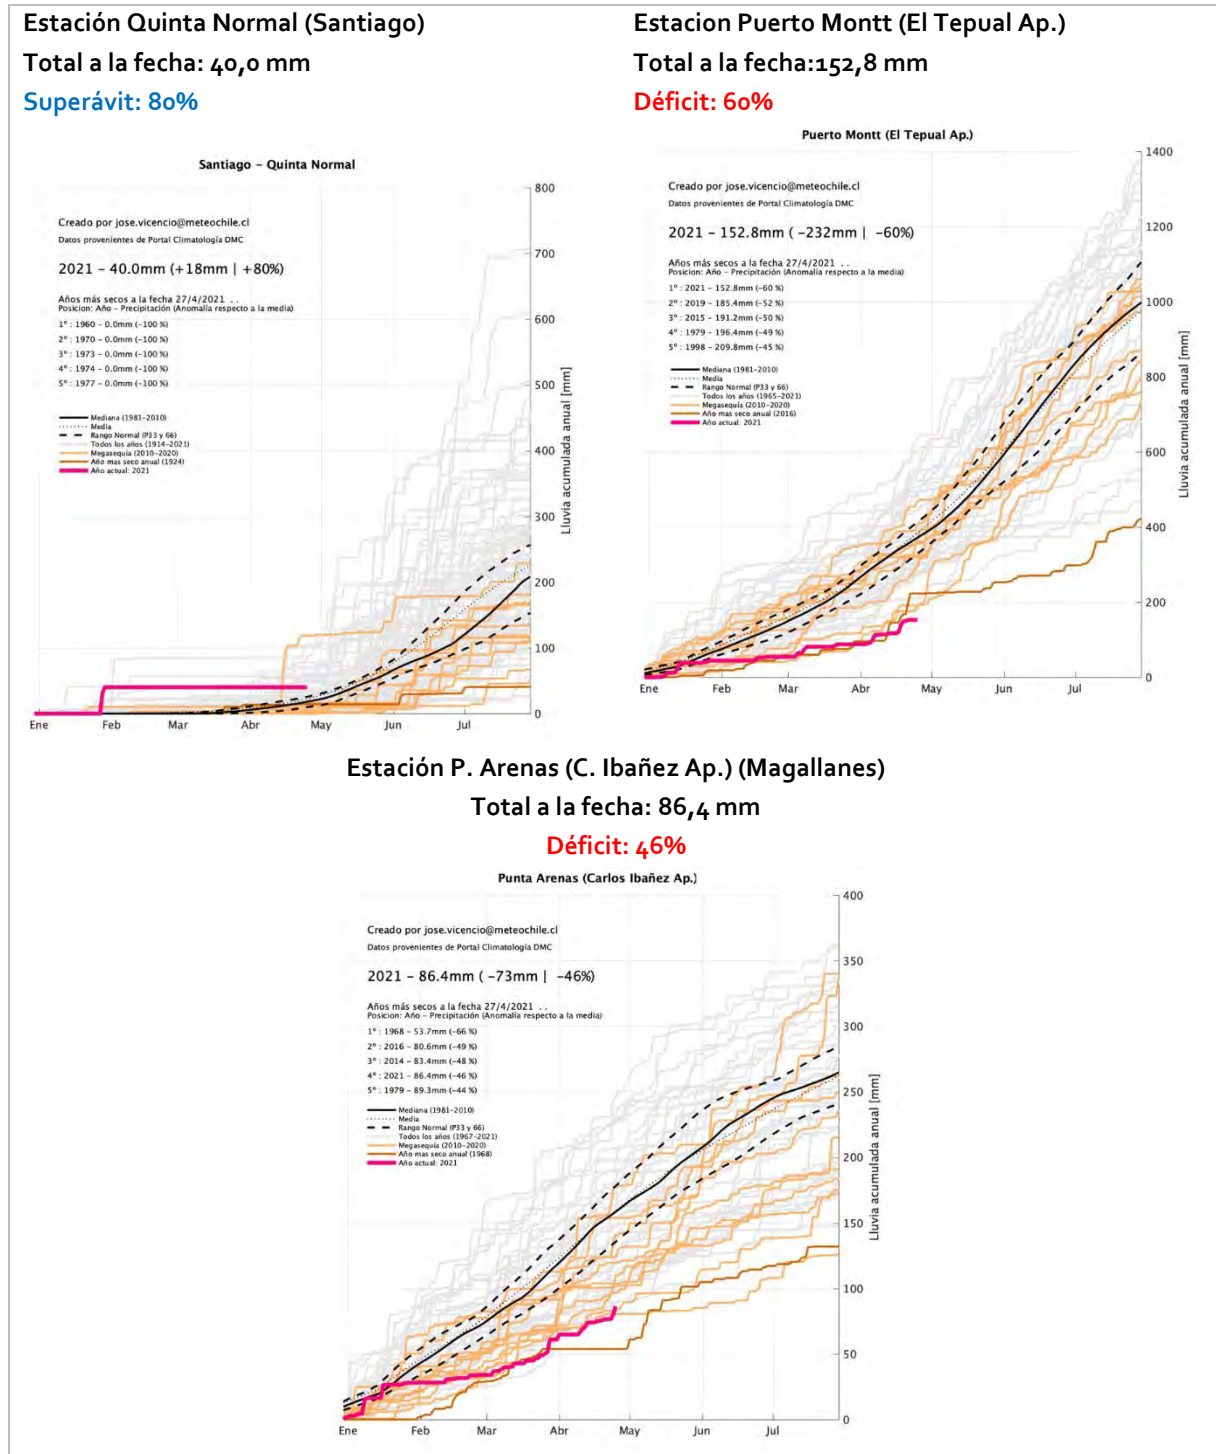 Estación Quinta Normal (Santiago)
Total a la fecha: 40,0 mm
Superávit: 80%
Santiago – Quinta Normal
Creado por jose.vicencio@meteochile.cl
Datos provenientes de Portal Climatología DMC
2021 – 40.0mm (+18mm | +80%)
Años más secos a la fecha 27/4/2021 . .
Posicion: Año – Precipitación (Anomalía respecto a la media)
1º : 1960 – 0.0mm (–100 %)
2º : 1970 – 0.0mm (–100 %)
3º : 1973 – 0.0mm (–100 %)
4º : 1974 – 0.0mm (–100 %)
5º : 1977 – 0.0mm (–100 %)
Mediana (1981–2010)
Media
Rango Normal (P33 y 66)
Todos los años (1914–2021)
Megasequía (2010–2020)
Año mas seco anual (1924)
Año actual: 2021
800
700
600
500
400
300
200
100
0
Lluvia acumulada anual [mm]
Ene Feb Mar Abr May Jun Jul
Estacion Puerto Montt (El Tepual Ap.)
Total a la fecha:152,8 mm
Déficit: 60%
Puerto Montt (El Tepual Ap.)
Creado por jose.vicencio@meteochile.cl
Datos provenientes de Portal Climatología DMC
2021 – 152.8mm ( –232mm | –60%)
Años más secos a la fecha 27/4/2021 . .
Posicion: Año – Precipitación (Anomalía respecto a la media)
1º : 2021 – 152.8mm (–60 %)
2º : 2019 – 185.4mm (–52 %)
3º : 2015 – 191.2mm (–50 %)
4º : 1979 – 196.4mm (–49 %)
5º : 1998 – 209.8mm (–45 %)
Mediana (1981–2010)
Media
Rango Normal (P33 y 66)
Todos los años (1965–2021)
Megasequía (2010–2020)
Año mas seco anual (2016)
Año actual: 2021
1400
1200
1000
800
600
400
200
0
Lluvia acumulada anual [mm]
Ene Feb Mar Abr May Jun Jul
Estación P. Arenas (C. Ibañez Ap.) (Magallanes)
Total a la fecha: 86,4 mm
Déficit: 46%
Punta Arenas (Carlos Ibañez Ap.)
Creado por jose.vicencio@meteochile.cl
Datos provenientes de Portal Climatología DMC
2021 – 86.4mm ( –73mm | –46%)
Años más secos a la fecha 27/4/2021 . .
Posicion: Año – Precipitación (Anomalía respecto a la media)
1º : 1968 – 53.7mm (–66 %)
2º : 2016 – 80.6mm (–49 %)
3º : 2014 – 83.4mm (–48 %)
4º : 2021 – 86.4mm (–46 %)
5º : 1979 – 89.3mm (–44 %)
Mediana (1981–2010)
Media
Rango Normal (P33 y 66)
Todos los años (1967–2021)
Megasequía (2010–2020)
Año mas seco anual (1968)
Año actual: 2021
400
350
300
250
200
150
100
50
0
Lluvia acumulada anual [mm]
Ene Feb Mar Abr May Jun Jul